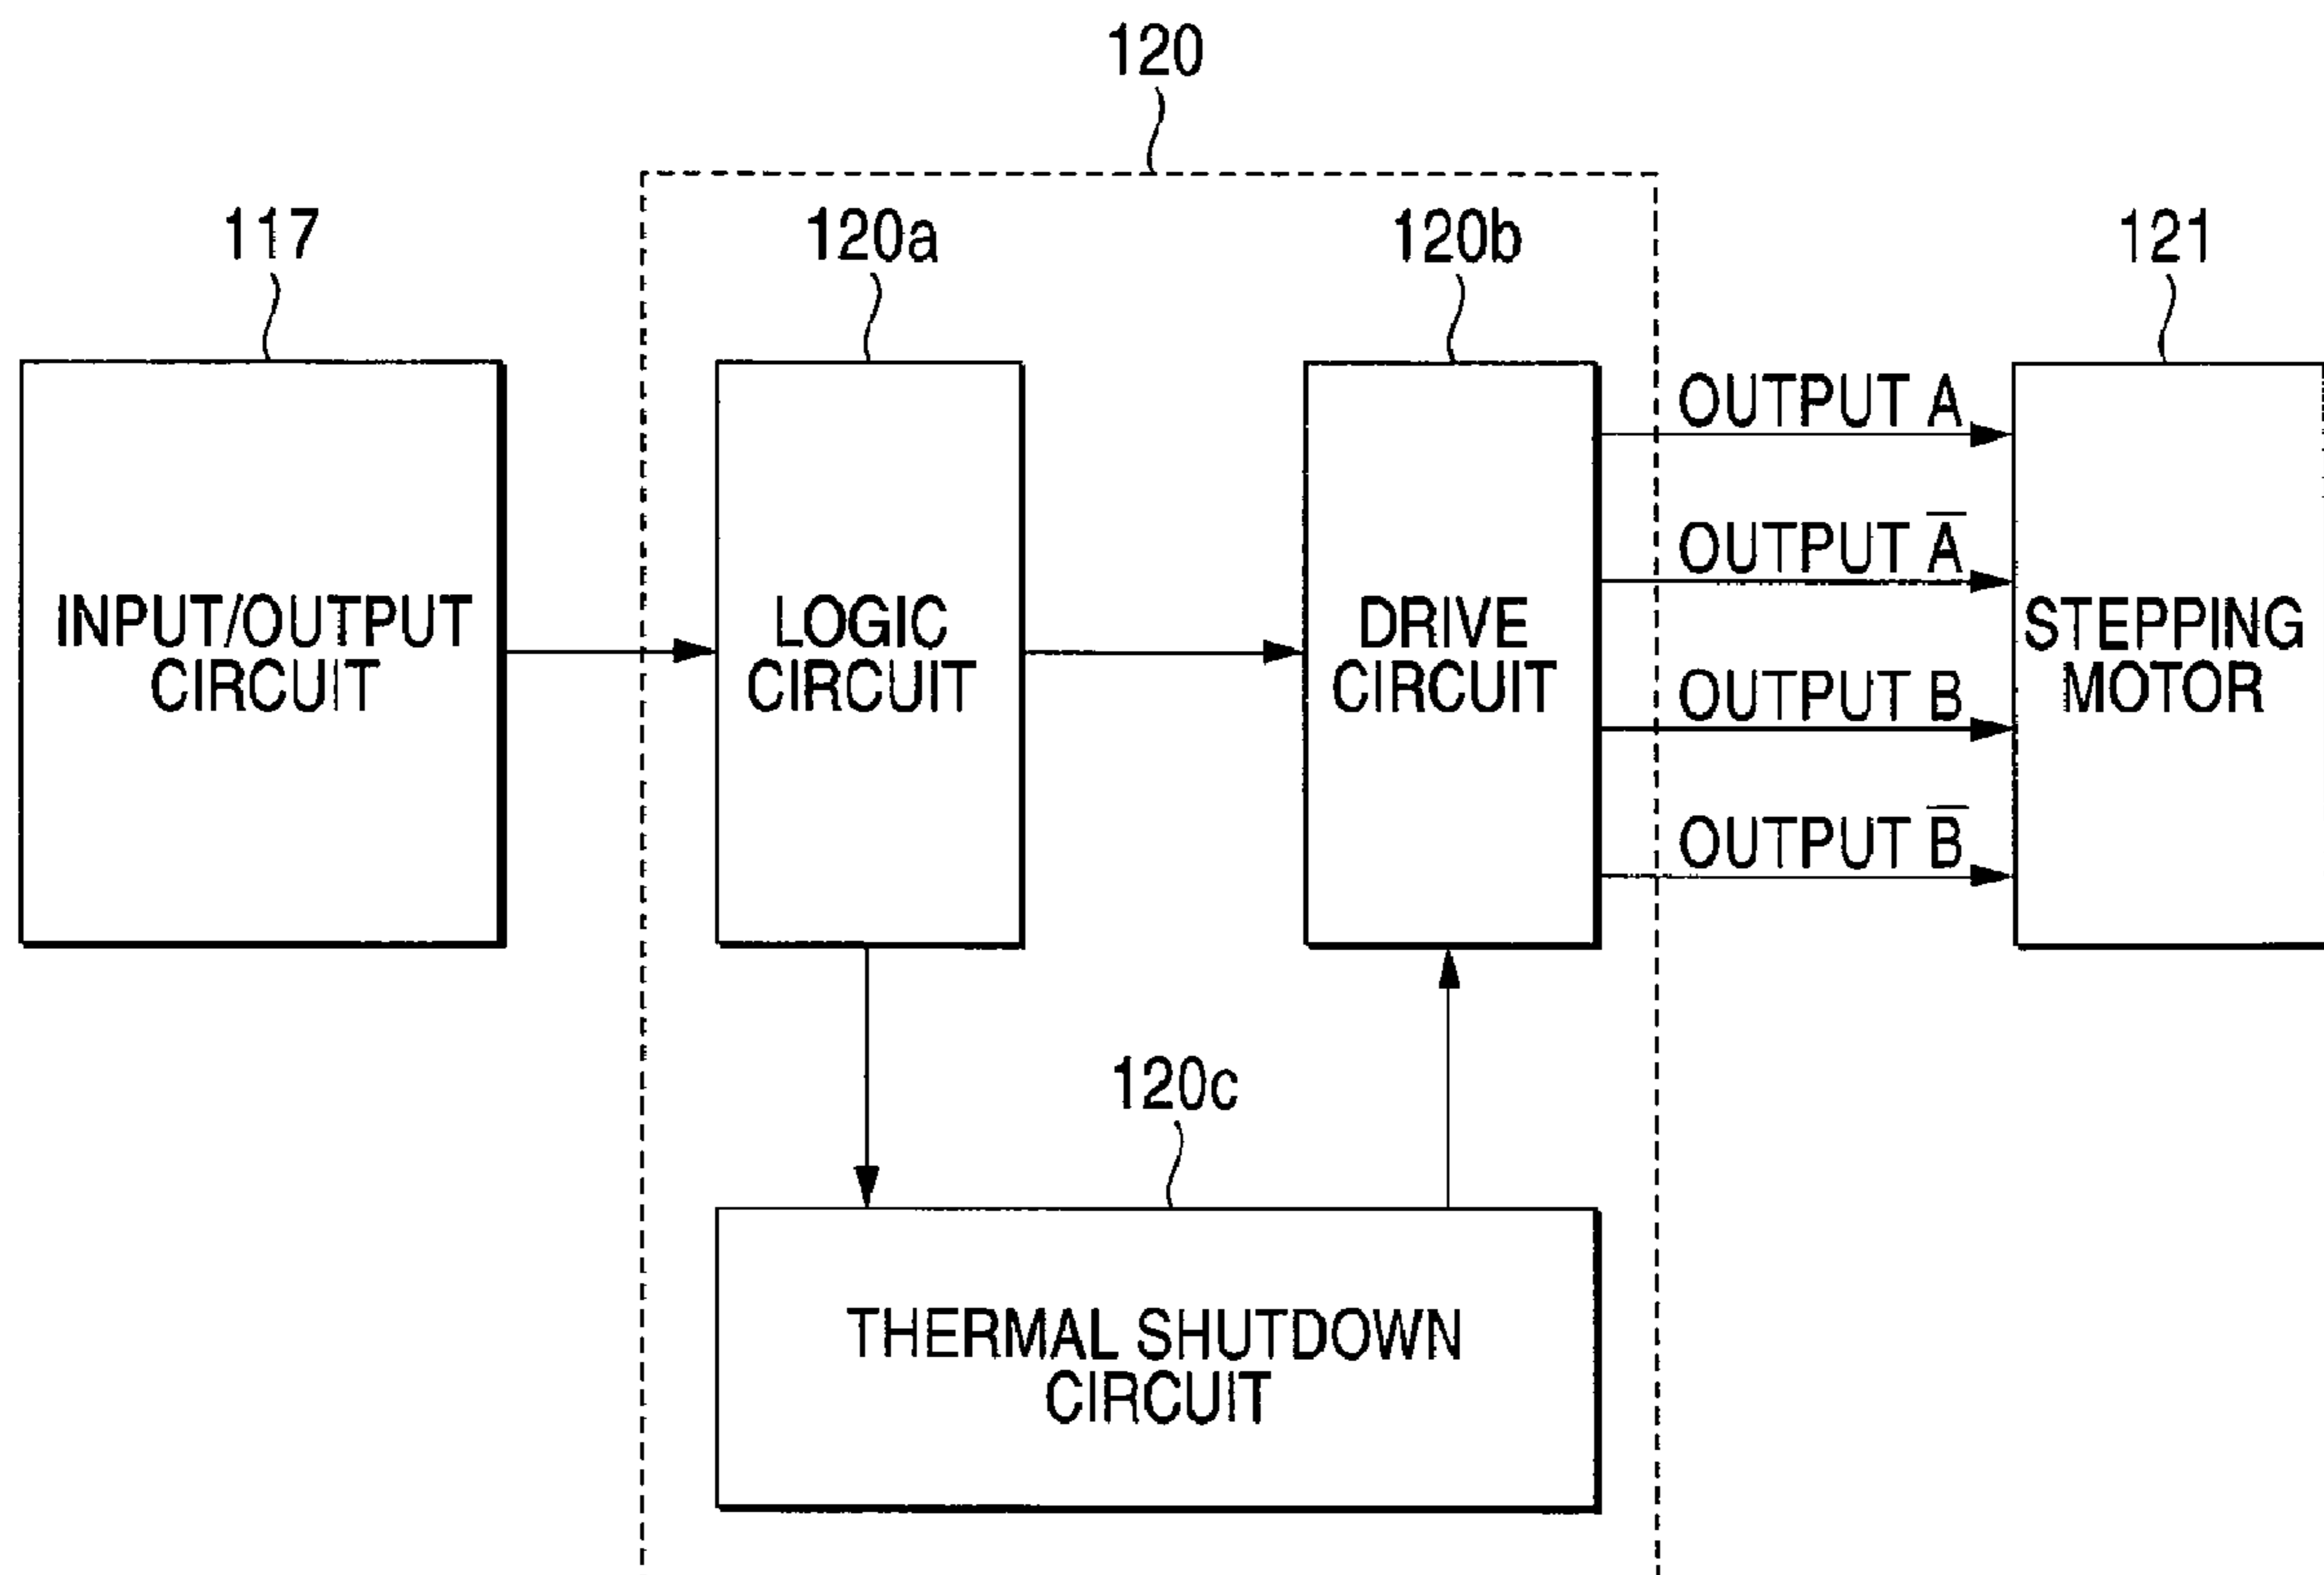 120
117
120a
120b
121
INPUT/OUTPUT
CIRCUIT
LOGIC
CIRCUIT
DRIVE
CIRCUIT
OUTPUT A
OUTPUT A̅
OUTPUT B
OUTPUT B̅
STEPPING
MOTOR
120c
THERMAL SHUTDOWN
CIRCUIT